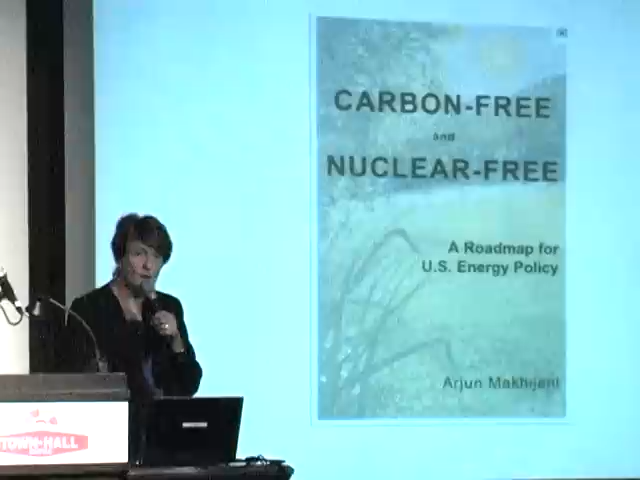 CARBON-FREE
and
NUCLEAR-FREE
A Roadmap for
U.S. Energy Policy
Arjun Makhijani
TOWN HALL